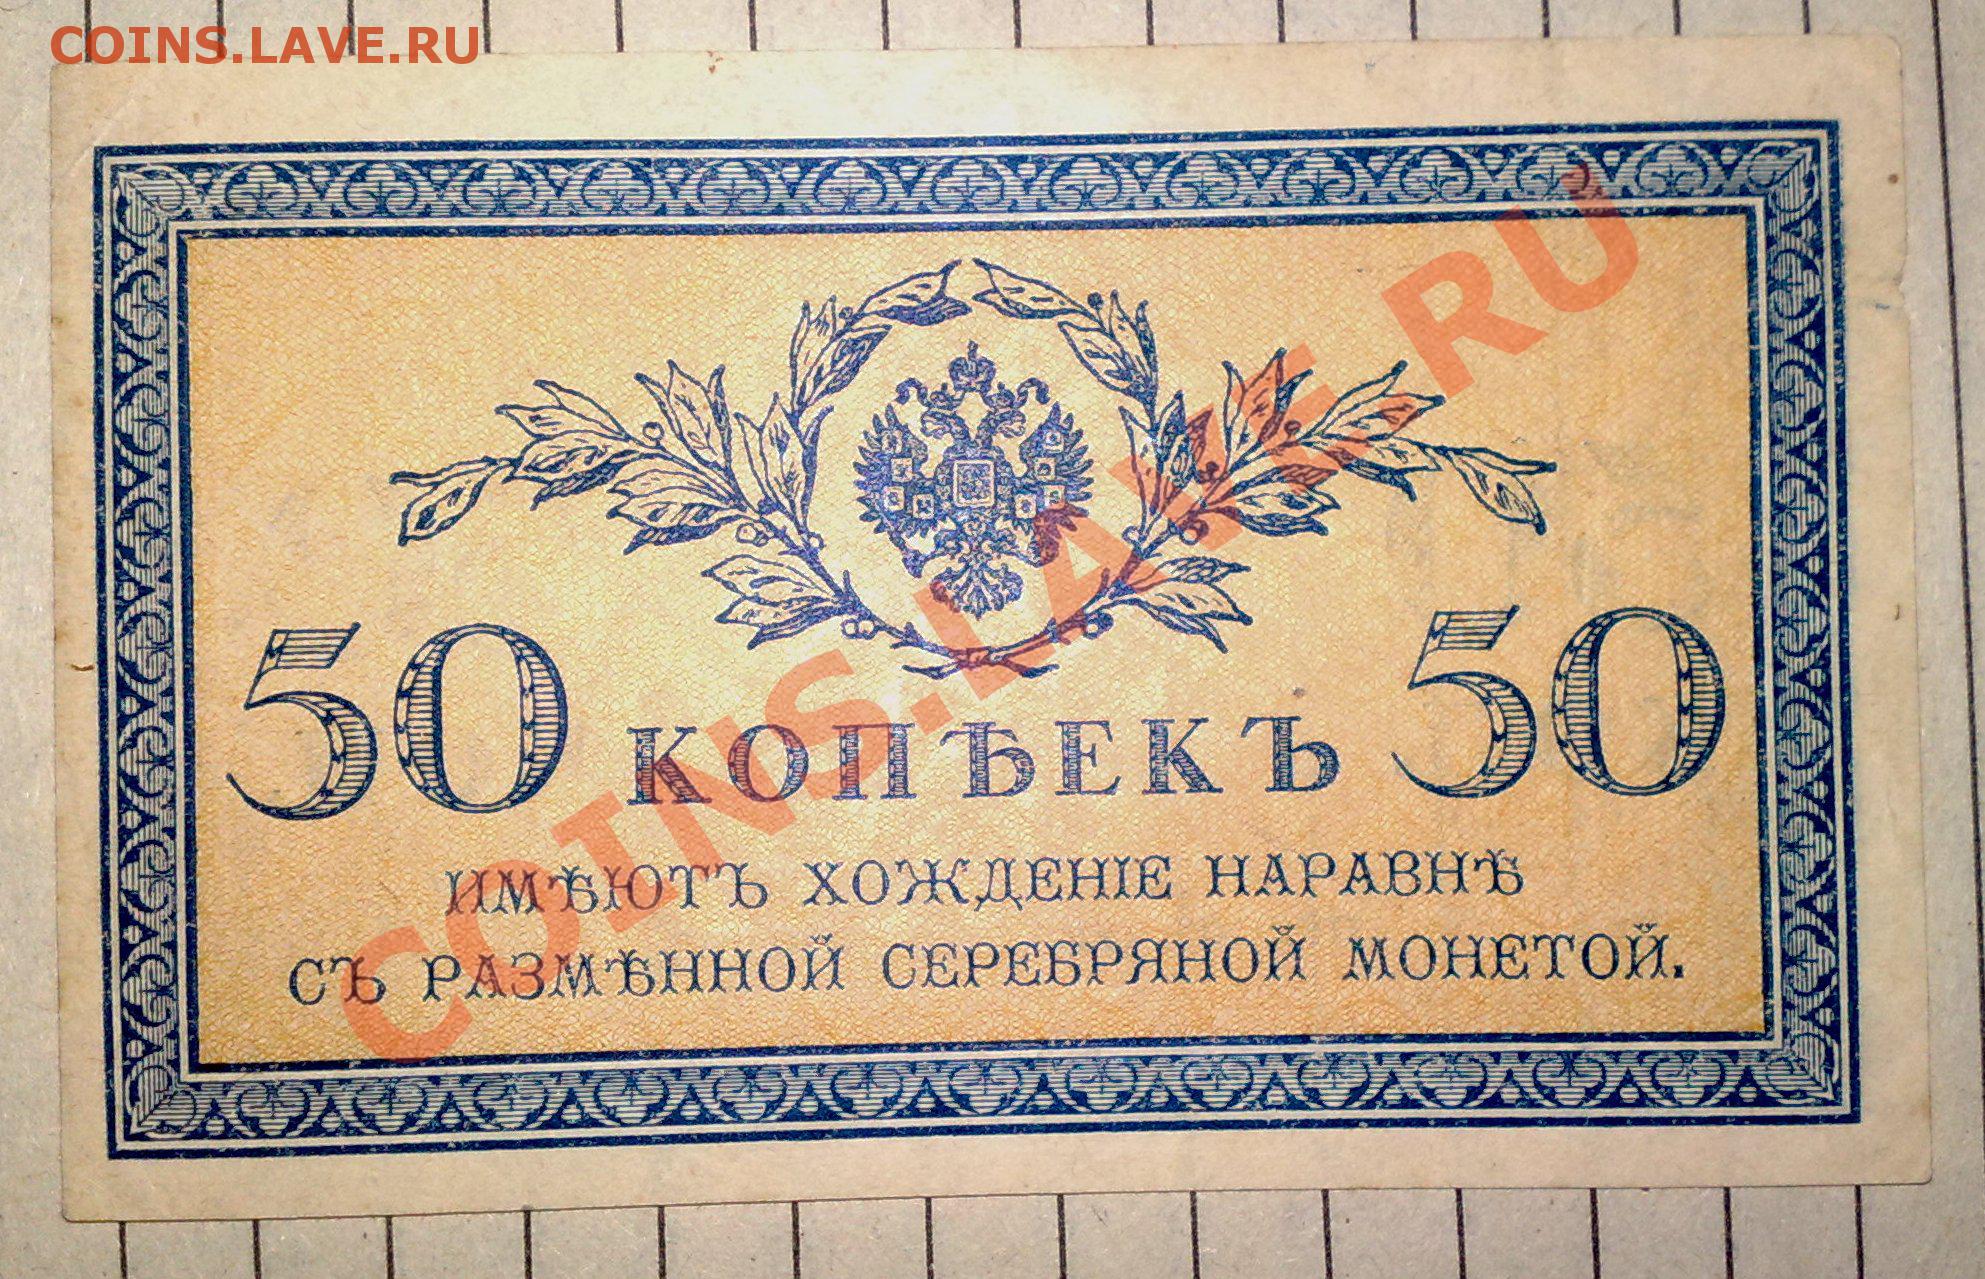 COINS.LAVE.RU
50 КОПѢЕКЪ 50
ИМѢЮТЪ ХОЖДЕНІЕ НАРАВНѢ
СЪ РАЗМѢННОЙ СЕРЕБРЯНОЙ МОНЕТОЙ.
COINS.LAVE.RU